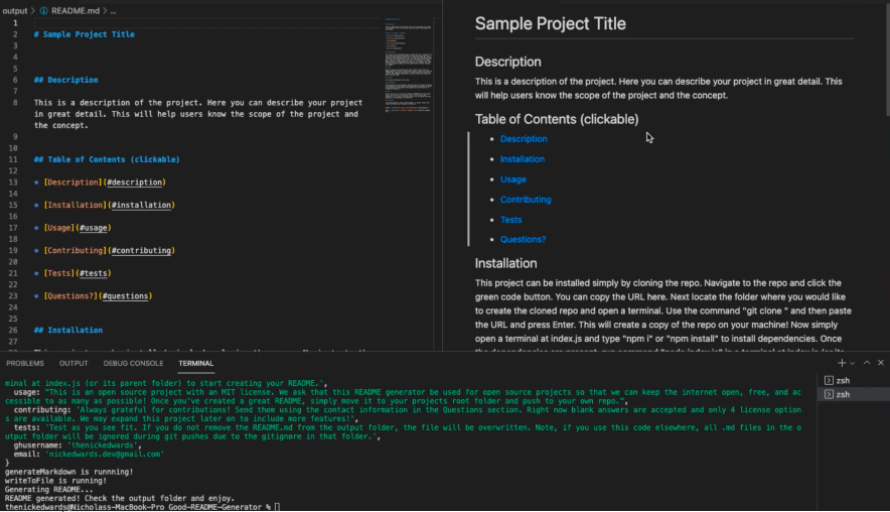 output > README.md > ...
1
2 # Sample Project Title
3
4
5
6 ## Description
7
8 This is a description of the project. Here you can describe your project
in great detail. This will help users know the scope of the project and
the concept.
9
10
11 ## Table of Contents (clickable)
12
13 * [Description](#description)
14
15 * [Installation](#installation)
16
17 * [Usage](#usage)
18
19 * [Contributing](#contributing)
20
21 * [Tests](#tests)
22
23 * [Questions?](#questions)
24
25
26 ## Installation
27
Sample Project Title
Description
This is a description of the project. Here you can describe your project in great detail. This
will help users know the scope of the project and the concept.
Table of Contents (clickable)
• Description
• Installation
• Usage
• Contributing
• Tests
• Questions?
Installation
This project can be installed simply by cloning the repo. Navigate to the repo and click the
green code button. You can copy the URL here. Next locate the folder where you would like
to create the cloned repo and open a terminal. Use the command "git clone " and then paste
the URL and press Enter. This will create a copy of the repo on your machine! Now simply
open a terminal at index.js and type "npm i" or "npm install" to install dependencies. Once
PROBLEMS OUTPUT DEBUG CONSOLE TERMINAL
zsh
zsh
minal at index.js (or its parent folder) to start creating your README.',
usage: "This is an open source project with an MIT license. We ask that this README generator be used for open source projects so that we can keep the internet open, free, and ac
cessible to as many as possible! Once you've created a great README, simply move it to your projects root folder and push to your own repo.",
contributing: 'Always grateful for contributions! Send them using the contact information in the Questions section. Right now blank answers are accepted and only 4 license option
s are available. We may expand this project later on to include more features!',
tests: 'Test as you see fit. If you do not remove the README.md from the output folder, the file will be overwritten. Note, if you use this code elsewhere, all .md files in the o
utput folder will be ignored during git pushes due to the gitignore in that folder.',
ghusername: 'thenickedwards',
email: 'nickedwards.dev@gmail.com'
}
generateMarkdown is runnning!
writeToFile is running!
Generating README...
README generated! Check the output folder and enjoy.
thenickedwards@Nicholass-MacBook-Pro Good-README-Generator %